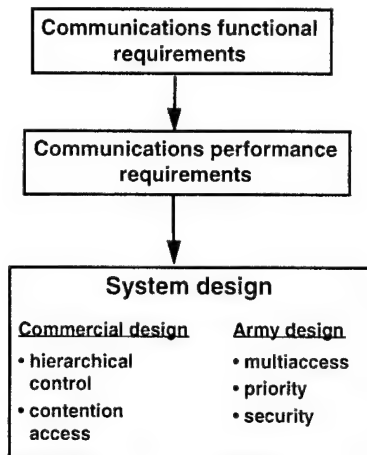 Communications functional
requirements
Communications performance
requirements
System design
Commercial design
• hierarchical
control
• contention
access
Army design
• multiaccess
• priority
• security